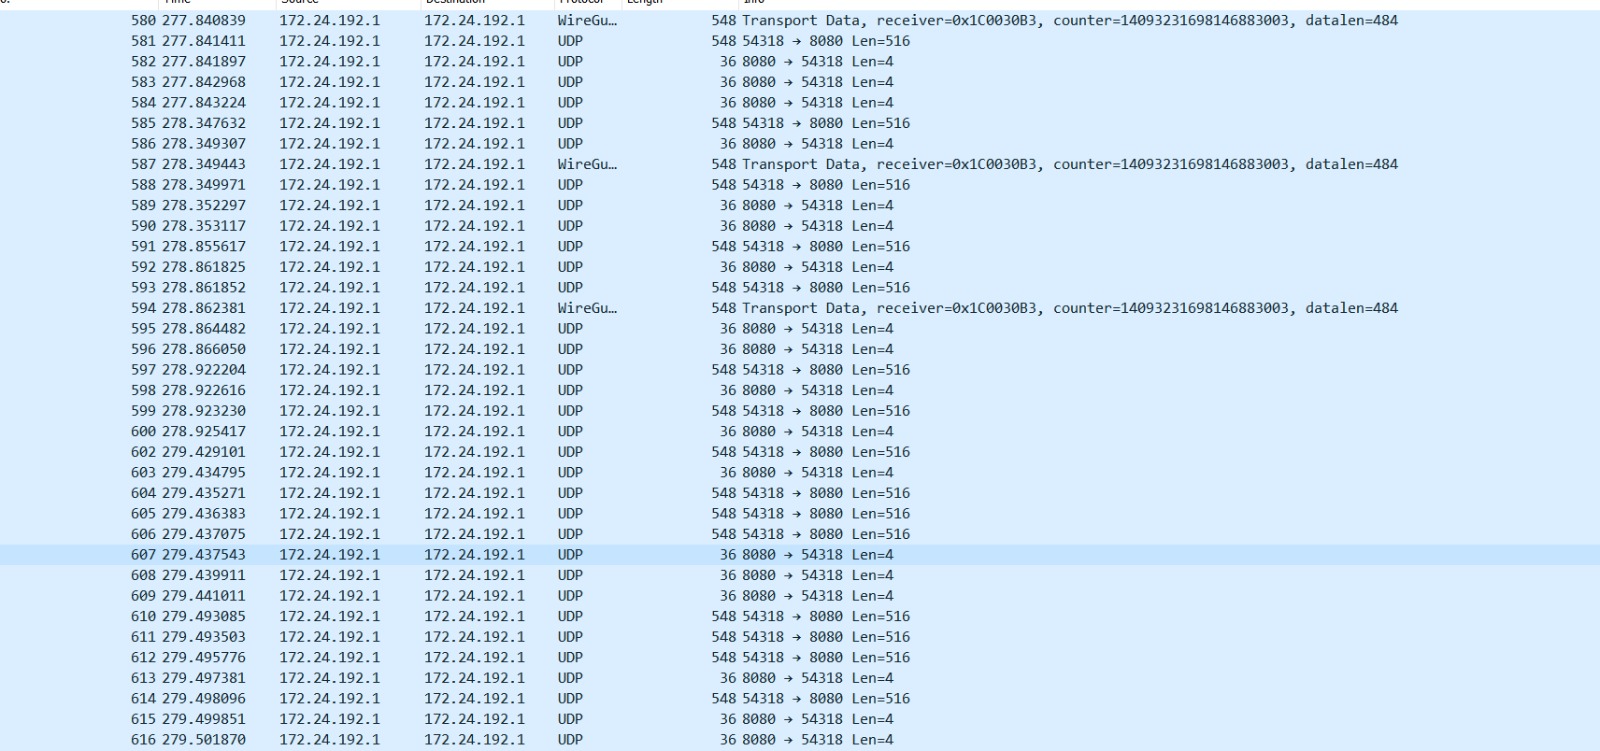 o. Time Source Destination Protocol Length Info
580 277.840839 172.24.192.1 172.24.192.1 WireGu… 548 Transport Data, receiver=0x1C0030B3, counter=14093231698146883003, datalen=484
581 277.841411 172.24.192.1 172.24.192.1 UDP 548 54318 → 8080 Len=516
582 277.841897 172.24.192.1 172.24.192.1 UDP 36 8080 → 54318 Len=4
583 277.842968 172.24.192.1 172.24.192.1 UDP 36 8080 → 54318 Len=4
584 277.843224 172.24.192.1 172.24.192.1 UDP 36 8080 → 54318 Len=4
585 278.347632 172.24.192.1 172.24.192.1 UDP 548 54318 → 8080 Len=516
586 278.349307 172.24.192.1 172.24.192.1 UDP 36 8080 → 54318 Len=4
587 278.349443 172.24.192.1 172.24.192.1 WireGu… 548 Transport Data, receiver=0x1C0030B3, counter=14093231698146883003, datalen=484
588 278.349971 172.24.192.1 172.24.192.1 UDP 548 54318 → 8080 Len=516
589 278.352297 172.24.192.1 172.24.192.1 UDP 36 8080 → 54318 Len=4
590 278.353117 172.24.192.1 172.24.192.1 UDP 36 8080 → 54318 Len=4
591 278.855617 172.24.192.1 172.24.192.1 UDP 548 54318 → 8080 Len=516
592 278.861825 172.24.192.1 172.24.192.1 UDP 36 8080 → 54318 Len=4
593 278.861852 172.24.192.1 172.24.192.1 UDP 548 54318 → 8080 Len=516
594 278.862381 172.24.192.1 172.24.192.1 WireGu… 548 Transport Data, receiver=0x1C0030B3, counter=14093231698146883003, datalen=484
595 278.864482 172.24.192.1 172.24.192.1 UDP 36 8080 → 54318 Len=4
596 278.866050 172.24.192.1 172.24.192.1 UDP 36 8080 → 54318 Len=4
597 278.922204 172.24.192.1 172.24.192.1 UDP 548 54318 → 8080 Len=516
598 278.922616 172.24.192.1 172.24.192.1 UDP 36 8080 → 54318 Len=4
599 278.923230 172.24.192.1 172.24.192.1 UDP 548 54318 → 8080 Len=516
600 278.925417 172.24.192.1 172.24.192.1 UDP 36 8080 → 54318 Len=4
602 279.429101 172.24.192.1 172.24.192.1 UDP 548 54318 → 8080 Len=516
603 279.434795 172.24.192.1 172.24.192.1 UDP 36 8080 → 54318 Len=4
604 279.435271 172.24.192.1 172.24.192.1 UDP 548 54318 → 8080 Len=516
605 279.436383 172.24.192.1 172.24.192.1 UDP 548 54318 → 8080 Len=516
606 279.437075 172.24.192.1 172.24.192.1 UDP 548 54318 → 8080 Len=516
607 279.437543 172.24.192.1 172.24.192.1 UDP 36 8080 → 54318 Len=4
608 279.439911 172.24.192.1 172.24.192.1 UDP 36 8080 → 54318 Len=4
609 279.441011 172.24.192.1 172.24.192.1 UDP 36 8080 → 54318 Len=4
610 279.493085 172.24.192.1 172.24.192.1 UDP 548 54318 → 8080 Len=516
611 279.493503 172.24.192.1 172.24.192.1 UDP 548 54318 → 8080 Len=516
612 279.495776 172.24.192.1 172.24.192.1 UDP 548 54318 → 8080 Len=516
613 279.497381 172.24.192.1 172.24.192.1 UDP 36 8080 → 54318 Len=4
614 279.498096 172.24.192.1 172.24.192.1 UDP 548 54318 → 8080 Len=516
615 279.499851 172.24.192.1 172.24.192.1 UDP 36 8080 → 54318 Len=4
616 279.501870 172.24.192.1 172.24.192.1 UDP 36 8080 → 54318 Len=4